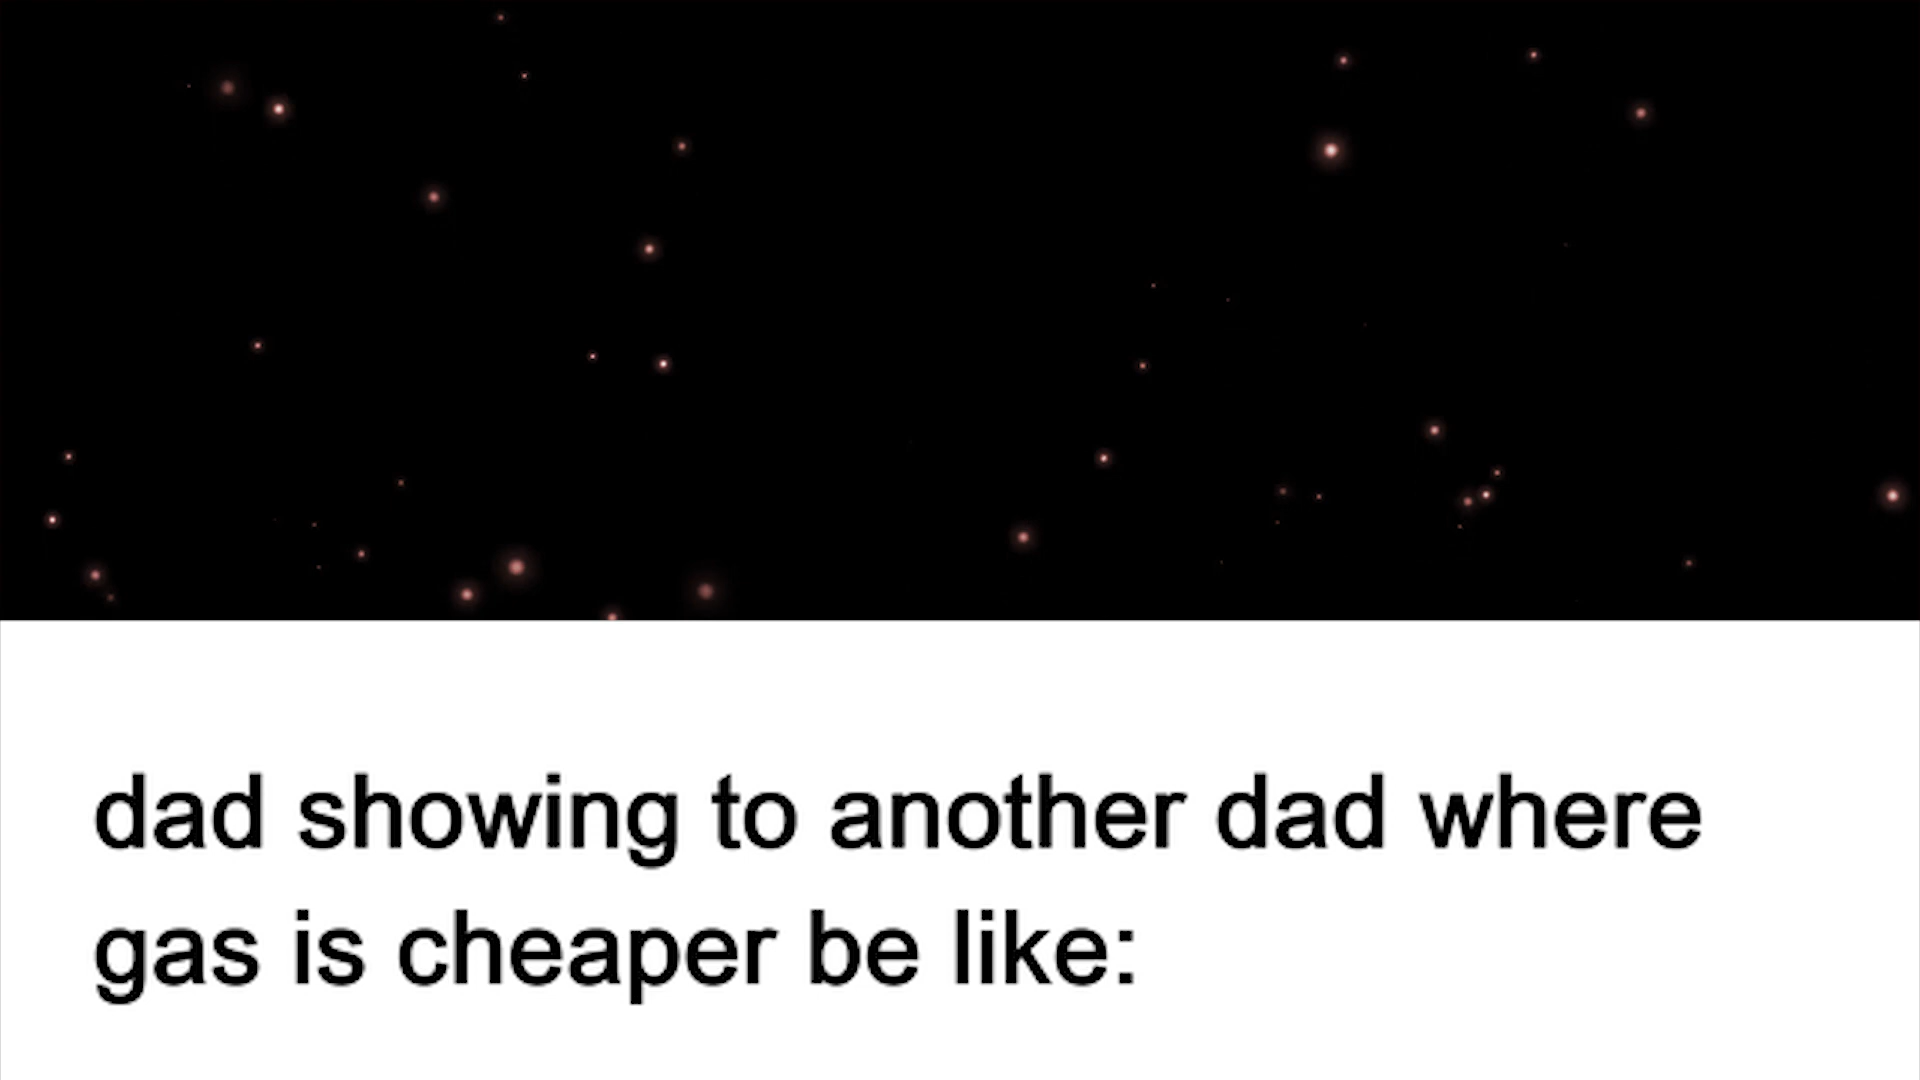 dad showing to another dad where
gas is cheaper be like: